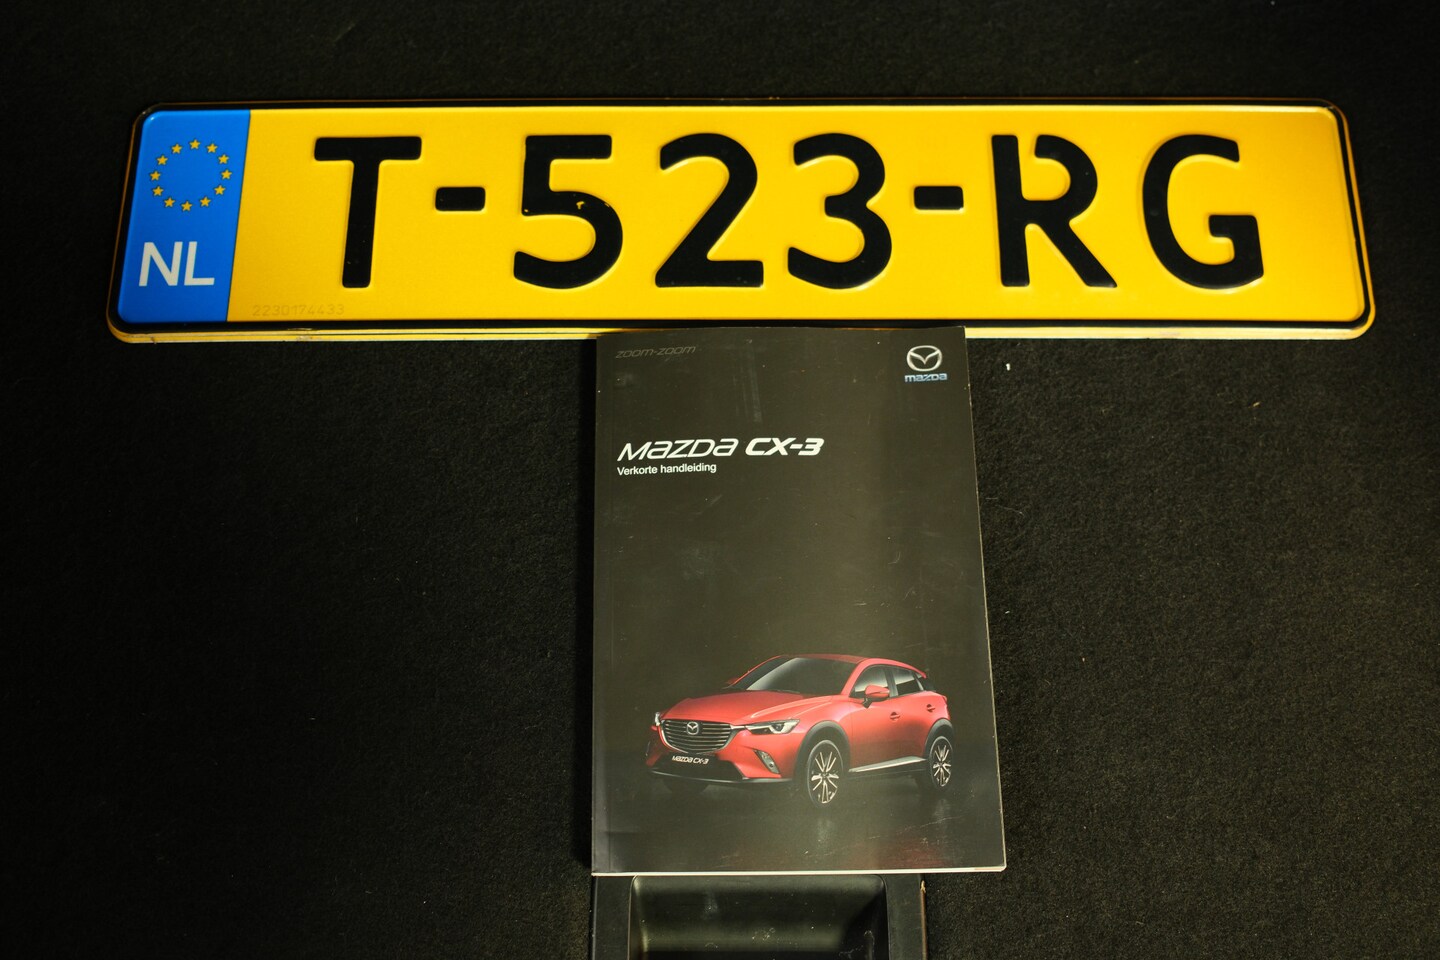 T-523-RG
NL
2230174433
zoom-zoom
mazda
mazda CX-3
Verkorte handleiding
mazda CX-3